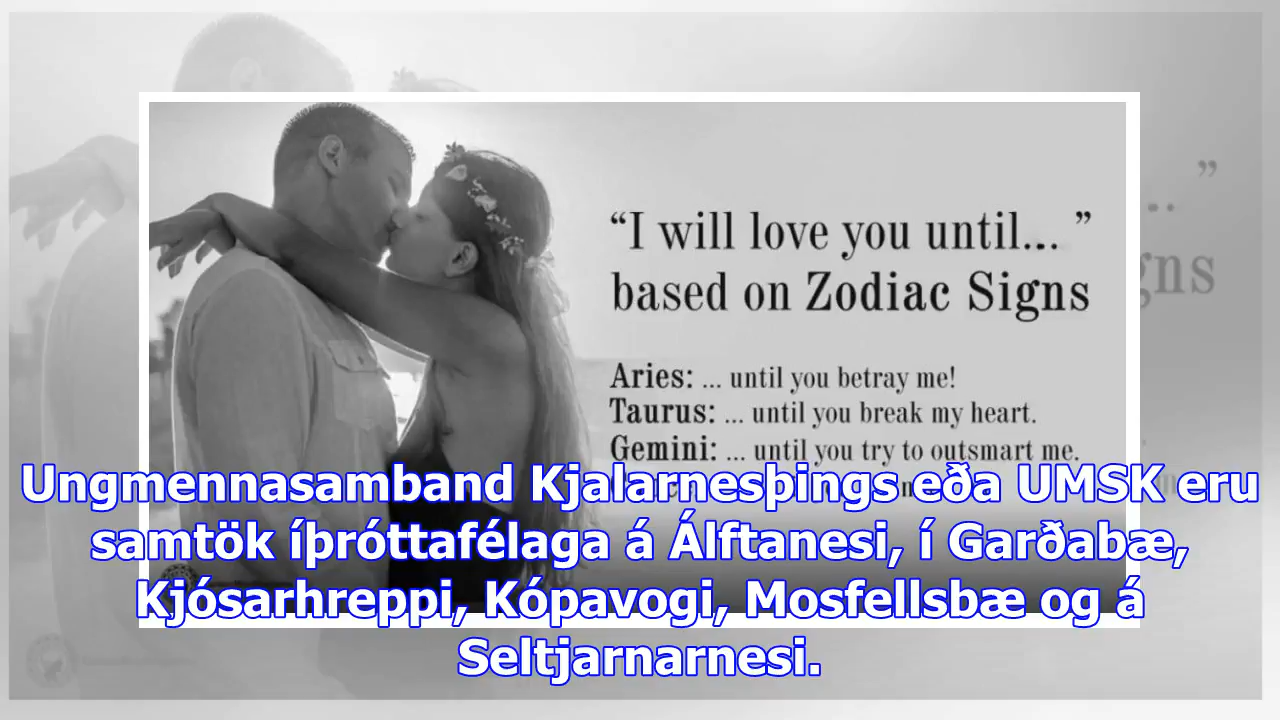 “I will love you until... ”
based on Zodiac Signs
Aries: ... until you betray me!
Taurus: ... until you break my heart.
Gemini: ... until you try to outsmart me.
Ungmennasamband Kjalarnesþings eða UMSK eru
samtök íþróttafélaga á Álftanesi, í Garðabæ,
Kjósarhreppi, Kópavogi, Mosfellsbæ og á
Seltjarnarnesi.